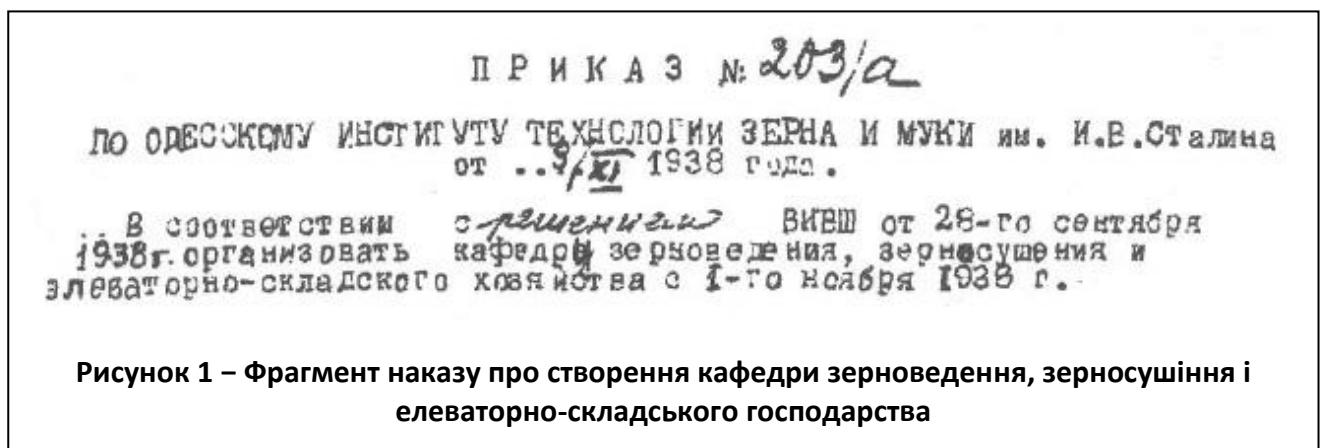 ПРИКАЗ № 203/а
ПО ОДЕССКОМУ ИНСТИТУТУ ТЕХНОЛОГИИ ЗЕРНА И МУКИ им. И.В.Сталина
от ..9/XI 1938 года.
.. В соответствии с решением ВКВШ от 28-го сентября
1938г. организовать кафедру зерноведения, зерносушения и
элеваторно-складского хозяйства с 1-го ноября 1938 г.
Рисунок 1 – Фрагмент наказу про створення кафедри зерноведення, зерносушіння і
елеваторно-складського господарства